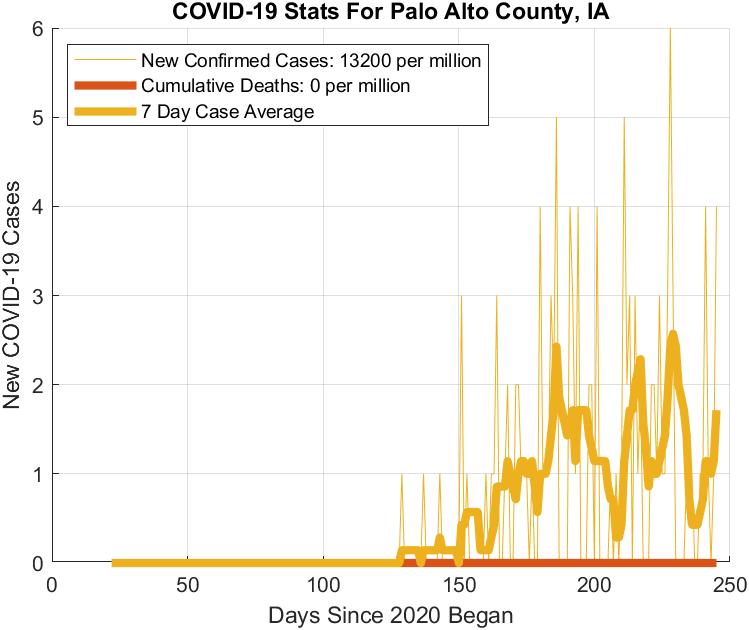 COVID-19 Stats For Palo Alto County, IA
New Confirmed Cases: 13200 per million
Cumulative Deaths: 0 per million
7 Day Case Average
New COVID-19 Cases
6
5
4
3
2
1
0
0 50 100 150 200 250
Days Since 2020 Began